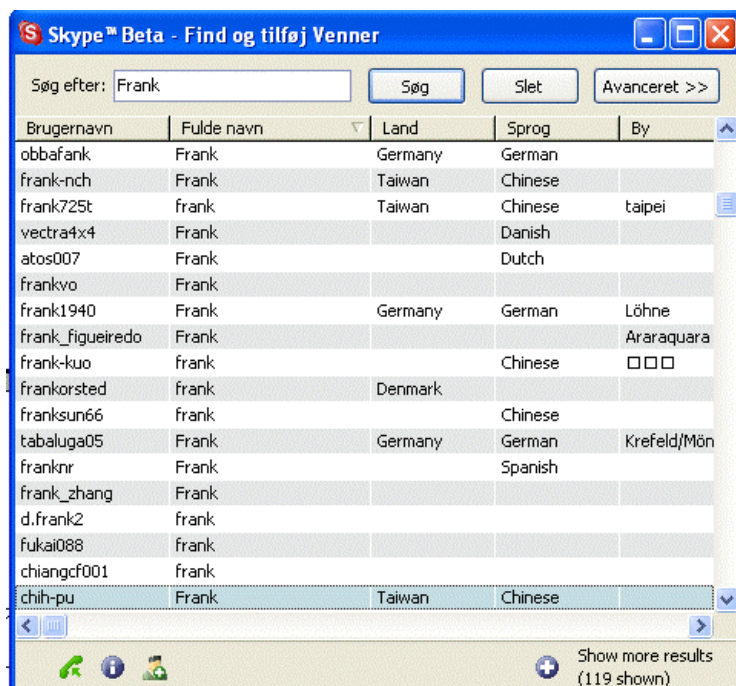 Skype™ Beta - Find og tilføj Venner
Søg efter: Frank Søg Slet Avanceret >>
Brugernavn Fulde navn Land Sprog By
obbafank Frank Germany German
frank-nch Frank Taiwan Chinese
frank725t frank Taiwan Chinese taipei
vectra4x4 Frank Danish
atos007 Frank Dutch
frankvo Frank
frank1940 Frank Germany German Löhne
frank_figueiredo Frank Araraquara
frank-kuo frank Chinese □□□
frankorsted frank Denmark
franksun66 frank Chinese
tabaluga05 Frank Germany German Krefeld/Mön
franknr Frank Spanish
frank_zhang Frank
d.frank2 frank
fukai088 frank
chiangcf001 frank
chih-pu Frank Taiwan Chinese
Show more results
(119 shown)